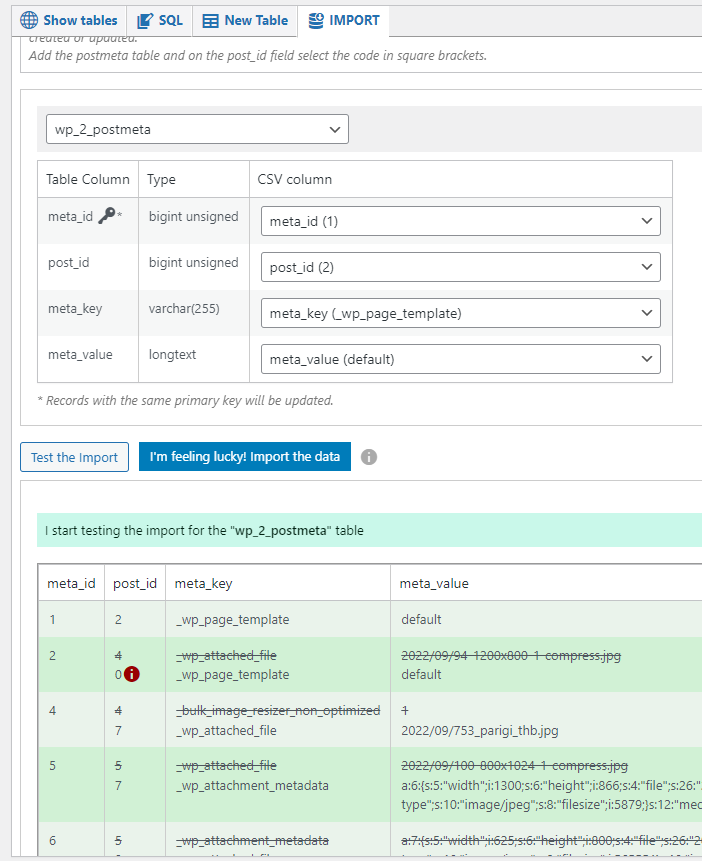 Show tables SQL New Table IMPORT
created or updated.
Add the postmeta table and on the post_id field select the code in square brackets.
wp_2_postmeta
Table Column Type CSV column
meta_id * bigint unsigned meta_id (1)
post_id bigint unsigned post_id (2)
meta_key varchar(255) meta_key (_wp_page_template)
meta_value longtext meta_value (default)
* Records with the same primary key will be updated.
Test the Import I'm feeling lucky! Import the data i
I start testing the import for the "wp_2_postmeta" table
meta_id post_id meta_key meta_value
1 2 _wp_page_template default
2 4 _wp_attached_file 2022/09/94-1200x800-1-compress.jpg
0 i _wp_page_template default
4 4 _bulk_image_resizer_non_optimized 1
7 _wp_attached_file 2022/09/753_parigi_thb.jpg
5 5 _wp_attached_file 2022/09/100-800x1024-1-compress.jpg
7 _wp_attachment_metadata a:6:{s:5:"width";i:1300;s:6:"height";i:866;s:4:"file";s:26:"
type";s:10:"image/jpeg";s:8:"filesize";i:5879;}s:12:"med
6 5 _wp_attachment_metadata a:7:{s:5:"width";i:625;s:6:"height";i:800;s:4:"file";s:26:"2